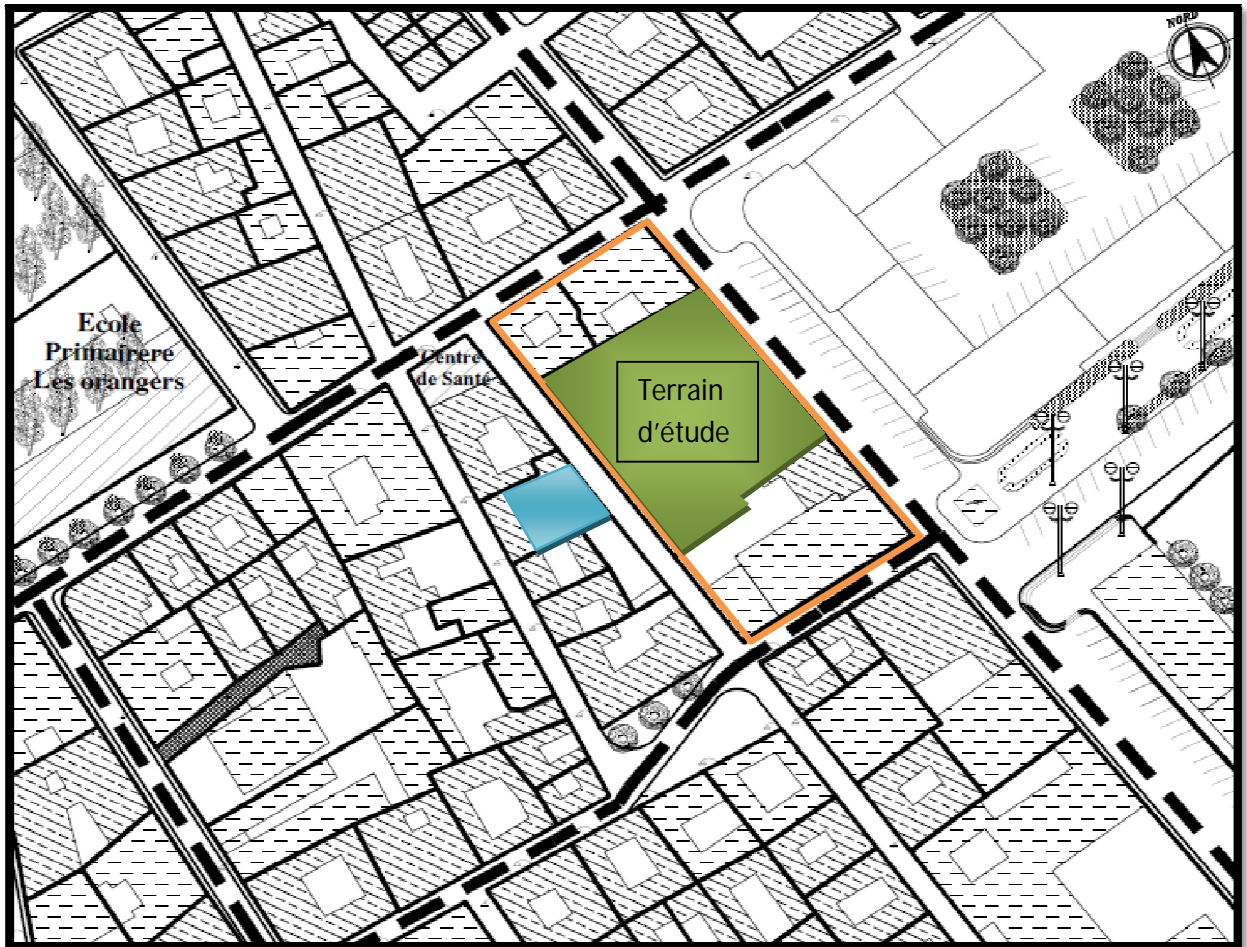 NORD
Ecole
Primairere
Les orangers
Centre
de Santé
Terrain
d'étude